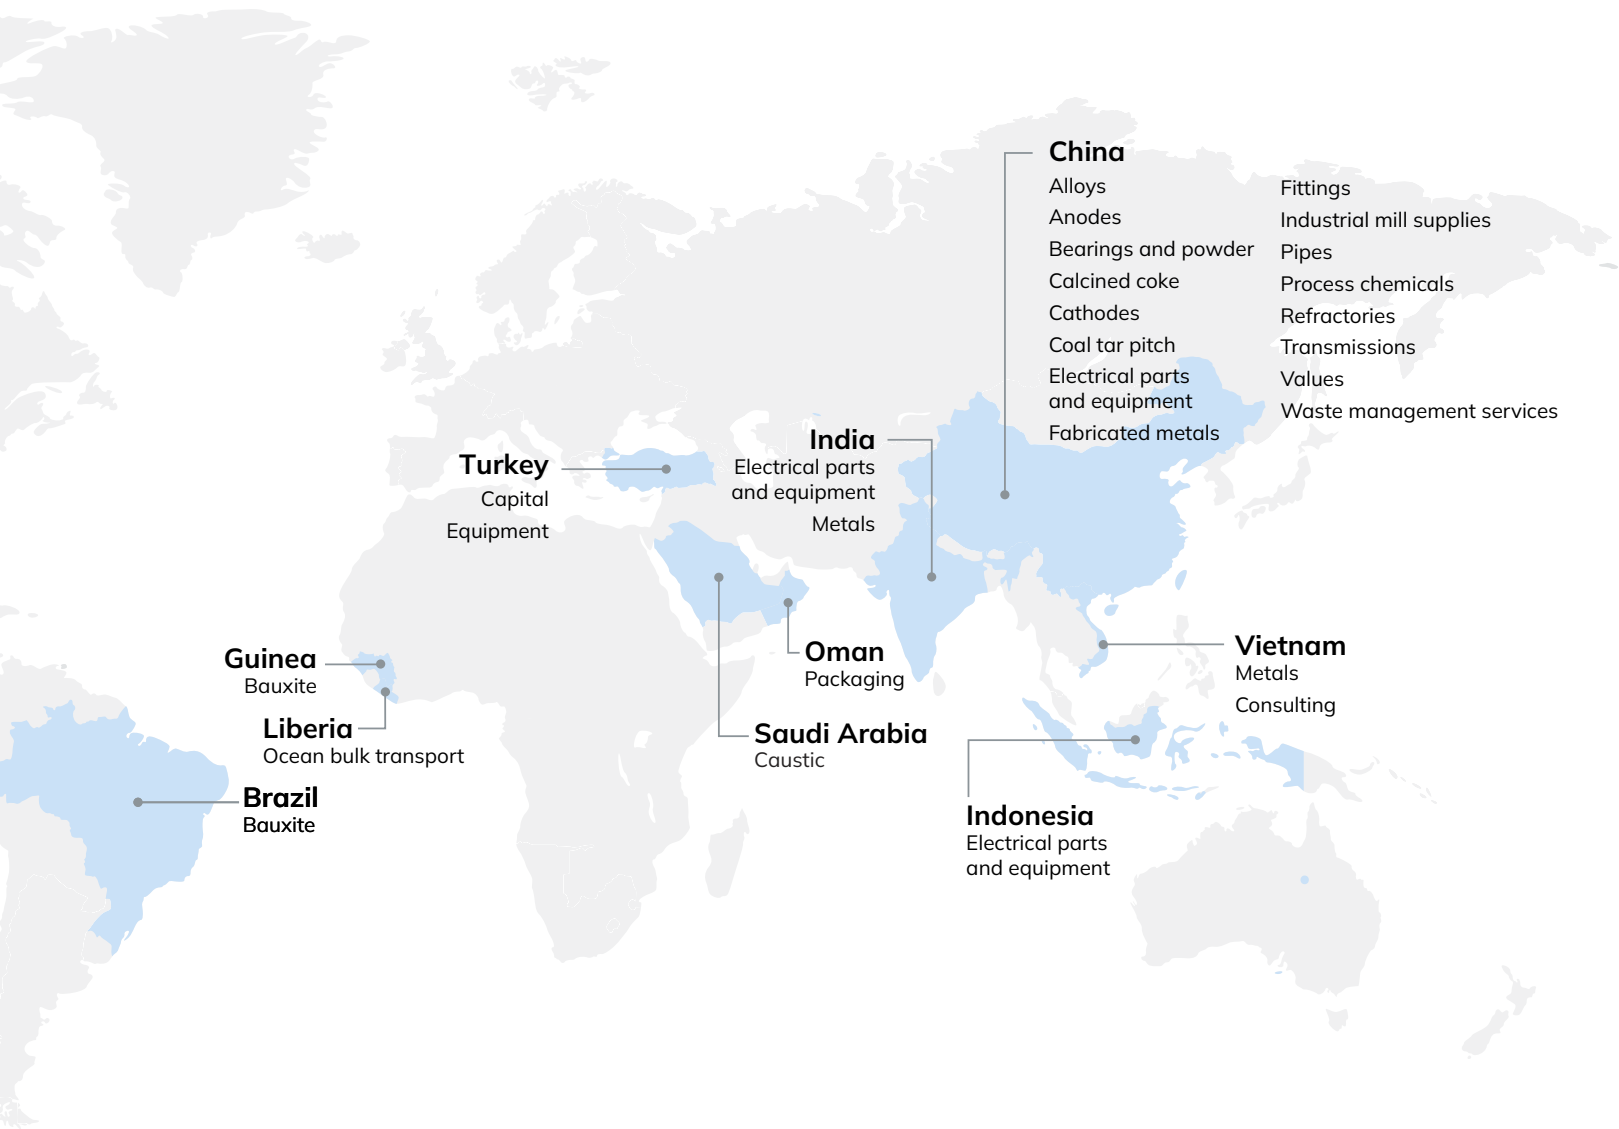 China
Alloys
Anodes
Bearings and powder
Calcined coke
Cathodes
Coal tar pitch
Electrical parts
and equipment
Fabricated metals
Fittings
Industrial mill supplies
Pipes
Process chemicals
Refractories
Transmissions
Values
Waste management services
India
Electrical parts
and equipment
Metals
Turkey
Capital
Equipment
Guinea
Bauxite
Liberia
Ocean bulk transport
Brazil
Bauxite
Oman
Packaging
Saudi Arabia
Caustic
Vietnam
Metals
Consulting
Indonesia
Electrical parts
and equipment